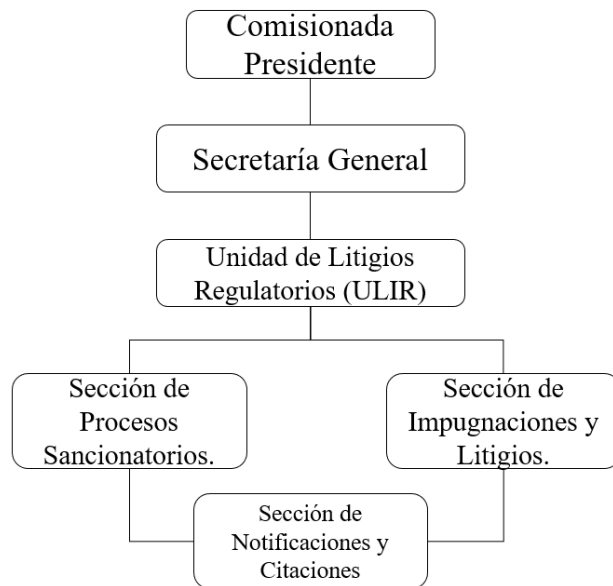 Comisionada
Presidente
Secretaría General
Unidad de Litigios
Regulatorios (ULIR)
Sección de
Procesos
Sancionatorios.
Sección de
Impugnaciones y
Litigios.
Sección de
Notificaciones y
Citaciones